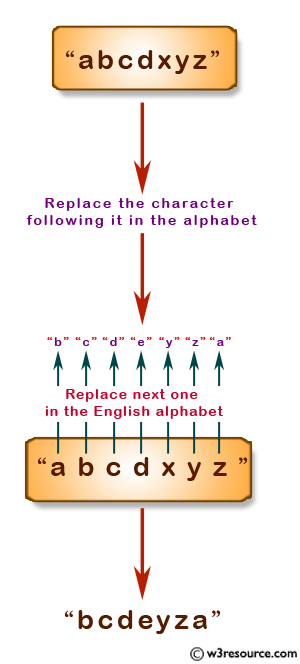 “abcdxyz”
Replace the character
following it in the alphabet
“b” “c” “d” “e” “y” “z” “a”
Replace next one
in the English alphabet
“a b c d x y z ”
“bcdeyza”
© w3resource.com